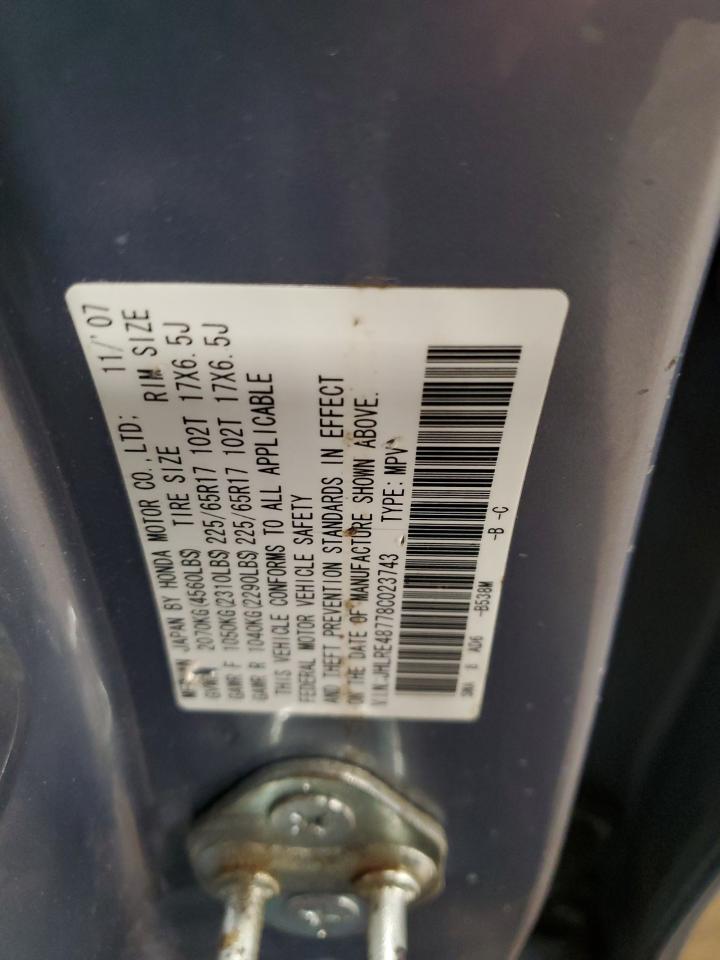 JAPAN BY HONDA MOTOR CO., LTD; 11/'07
TIRE SIZE RIM SIZE
2070KG(4560LBS)
GAWR F 1050KG(2310LBS) 225/65R17 102T 17X6.5J
GAWR R 1040KG(2290LBS) 225/65R17 102T 17X6.5J
THIS VEHICLE CONFORMS TO ALL APPLICABLE
FEDERAL MOTOR VEHICLE SAFETY
AND THEFT PREVENTION STANDARDS IN EFFECT
ON THE DATE OF MANUFACTURE SHOWN ABOVE.
V.I.N. JHLRE48778C023743 TYPE: MPV
-B538M -B -C